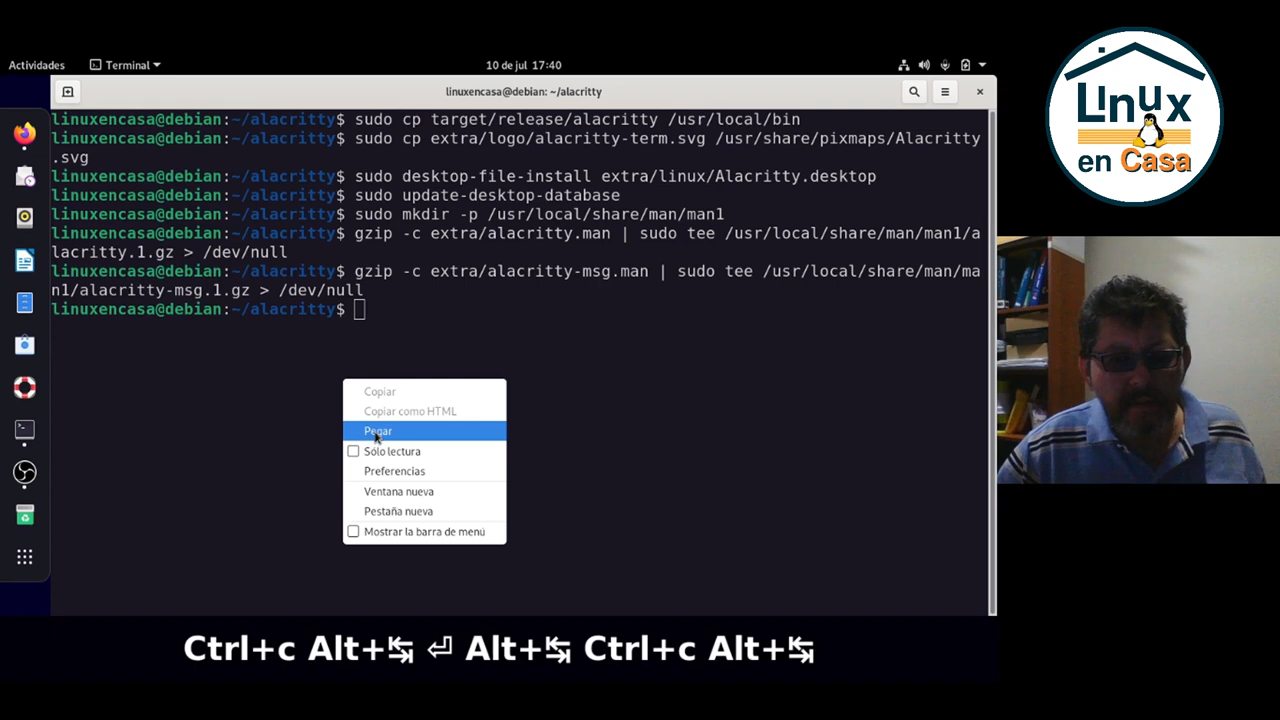 Actividades
Terminal
10 de jul 17:40
linuxencasa@debian: ~/alacritty
linuxencasa@debian:~/alacritty$ sudo cp target/release/alacritty /usr/local/bin
linuxencasa@debian:~/alacritty$ sudo cp extra/logo/alacritty-term.svg /usr/share/pixmaps/Alacritty
.svg
linuxencasa@debian:~/alacritty$ sudo desktop-file-install extra/linux/Alacritty.desktop
linuxencasa@debian:~/alacritty$ sudo update-desktop-database
linuxencasa@debian:~/alacritty$ sudo mkdir -p /usr/local/share/man/man1
linuxencasa@debian:~/alacritty$ gzip -c extra/alacritty.man | sudo tee /usr/local/share/man/man1/a
lacritty.1.gz > /dev/null
linuxencasa@debian:~/alacritty$ gzip -c extra/alacritty-msg.man | sudo tee /usr/local/share/man/ma
n1/alacritty-msg.1.gz > /dev/null
linuxencasa@debian:~/alacritty$
Copiar
Copiar como HTML
Pegar
Sólo lectura
Preferencias
Ventana nueva
Pestaña nueva
Mostrar la barra de menú
Ctrl+c Alt+↹ ⏎ Alt+↹ Ctrl+c Alt+↹
Linux
en Casa